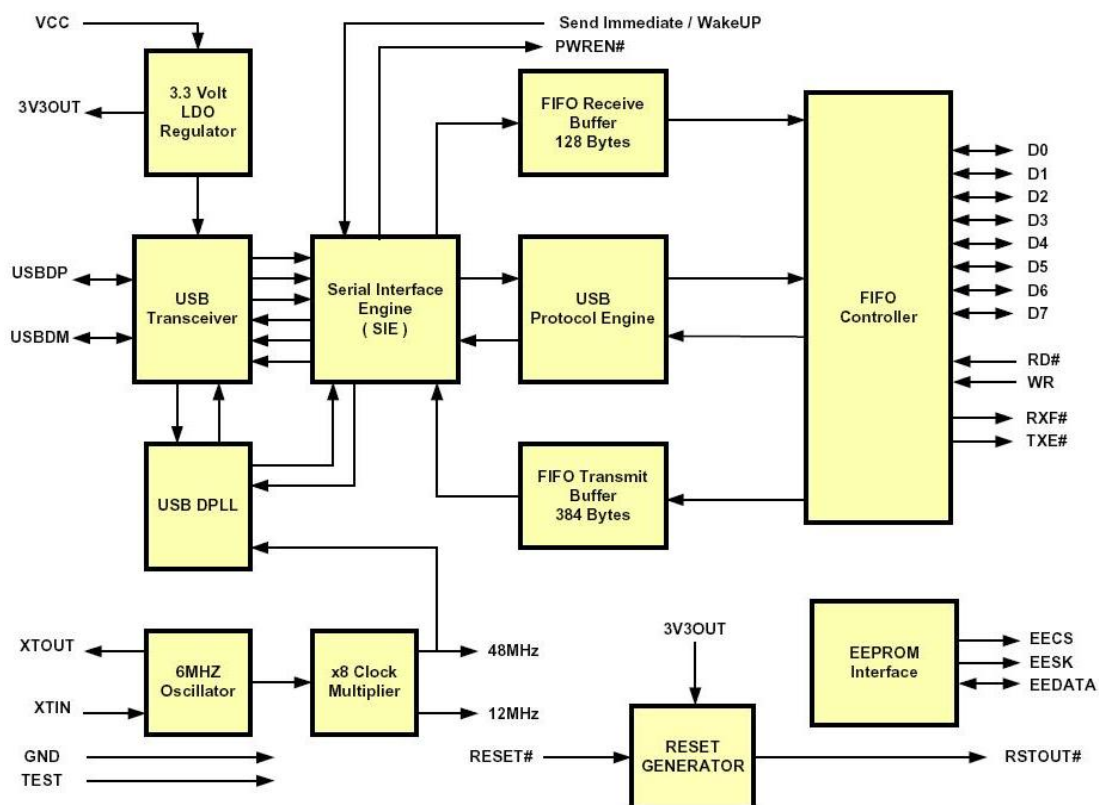 VCC
Send Immediate / WakeUP
PWREN#
3V3OUT
3.3 Volt
LDO
Regulator
FIFO Receive
Buffer
128 Bytes
D0
D1
D2
D3
D4
D5
D6
D7
USBDP
USBDM
USB
Transceiver
Serial Interface
Engine
( SIE )
USB
Protocol Engine
FIFO
Controller
RD#
WR
RXF#
TXE#
USB DPLL
FIFO Transmit
Buffer
384 Bytes
XTOUT
XTIN
6MHZ
Oscillator
x8 Clock
Multiplier
48MHz
12MHz
3V3OUT
EEPROM
Interface
EECS
EESK
EEDATA
GND
TEST
RESET#
RESET
GENERATOR
RSTOUT#